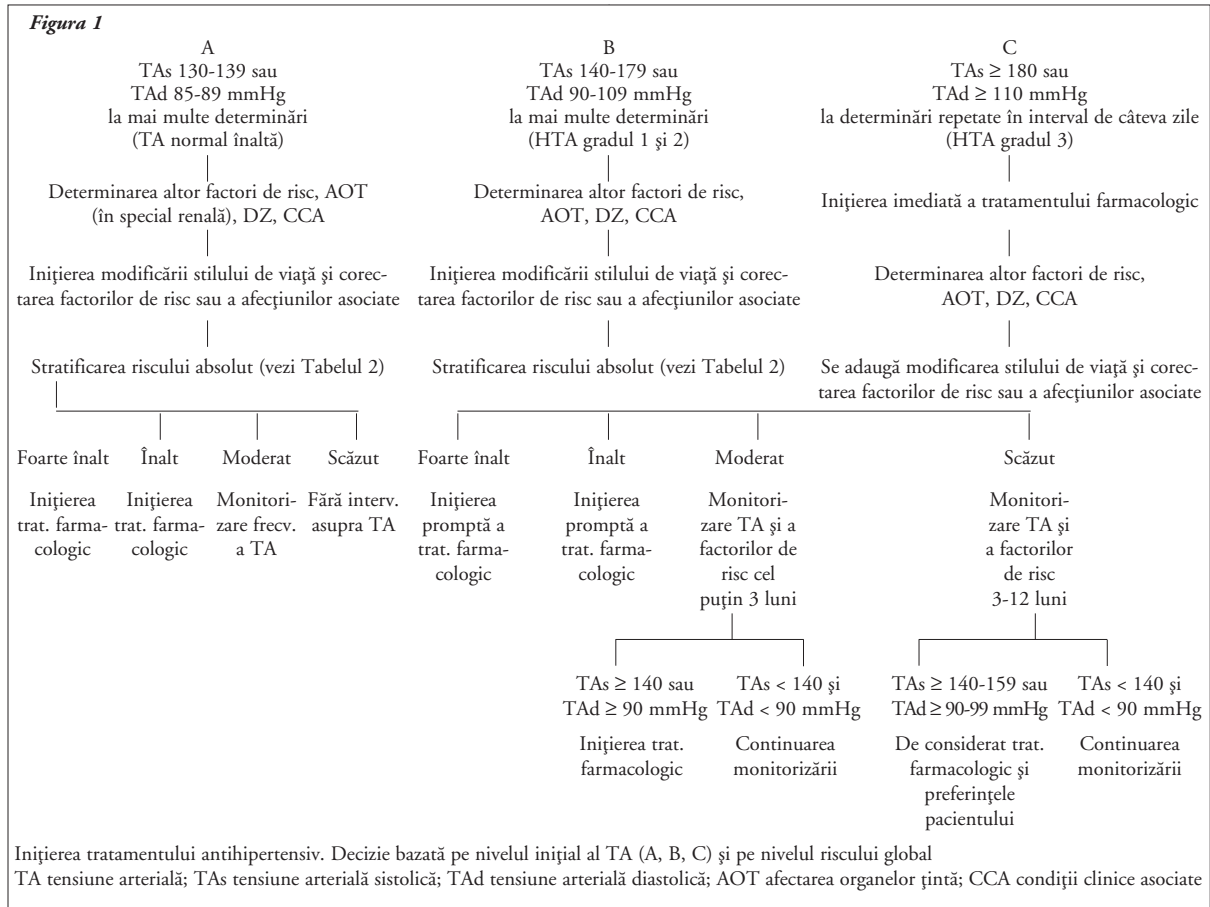 Figura 1
A
TAs 130-139 sau
TAd 85-89 mmHg
la mai multe determinări
(TA normal înaltă)
Determinarea altor factori de risc, AOT
(în special renală), DZ, CCA
Iniţierea modificării stilului de viaţă şi corec-
tarea factorilor de risc sau a afecţiunilor asociate
Stratificarea riscului absolut (vezi Tabelul 2)
Foarte înalt
Iniţierea
trat. farma-
cologic
Înalt
Iniţierea
trat. farma-
cologic
Moderat
Monitori-
zare frecv.
a TA
Scăzut
Fără interv.
asupra TA
B
TAs 140-179 sau
TAd 90-109 mmHg
la mai multe determinări
(HTA gradul 1 şi 2)
Determinarea altor factori de risc,
AOT, DZ, CCA
Iniţierea modificării stilului de viaţă şi corec-
tarea factorilor de risc sau a afecţiunilor asociate
Stratificarea riscului absolut (vezi Tabelul 2)
Foarte înalt
Iniţierea
promptă a
trat. farma-
cologic
Înalt
Iniţierea
promptă a
trat. farma-
cologic
Moderat
Monitori-
zare TA şi a
factorilor de
risc cel
puţin 3 luni
TAs ≥ 140 sau
TAd ≥ 90 mmHg
Iniţierea trat.
farmacologic
TAs < 140 şi
TAd < 90 mmHg
Continuarea
monitorizării
Scăzut
Monitori-
zare TA şi
a factorilor
de risc
3-12 luni
TAs ≥ 140-159 sau
TAd ≥ 90-99 mmHg
De considerat trat.
farmacologic şi
preferinţele
pacientului
TAs < 140 şi
TAd < 90 mmHg
Continuarea
monitorizării
C
TAs ≥ 180 sau
TAd ≥ 110 mmHg
la determinări repetate în interval de câteva zile
(HTA gradul 3)
Iniţierea imediată a tratamentului farmacologic
Determinarea altor factori de risc,
AOT, DZ, CCA
Se adaugă modificarea stilului de viaţă şi corec-
tarea factorilor de risc sau a afecţiunilor asociate
Iniţierea tratamentului antihipertensiv. Decizie bazată pe nivelul iniţial al TA (A, B, C) şi pe nivelul riscului global
TA tensiune arterială; TAs tensiune arterială sistolică; TAd tensiune arterială diastolică; AOT afectarea organelor ţintă; CCA condiţii clinice asociate